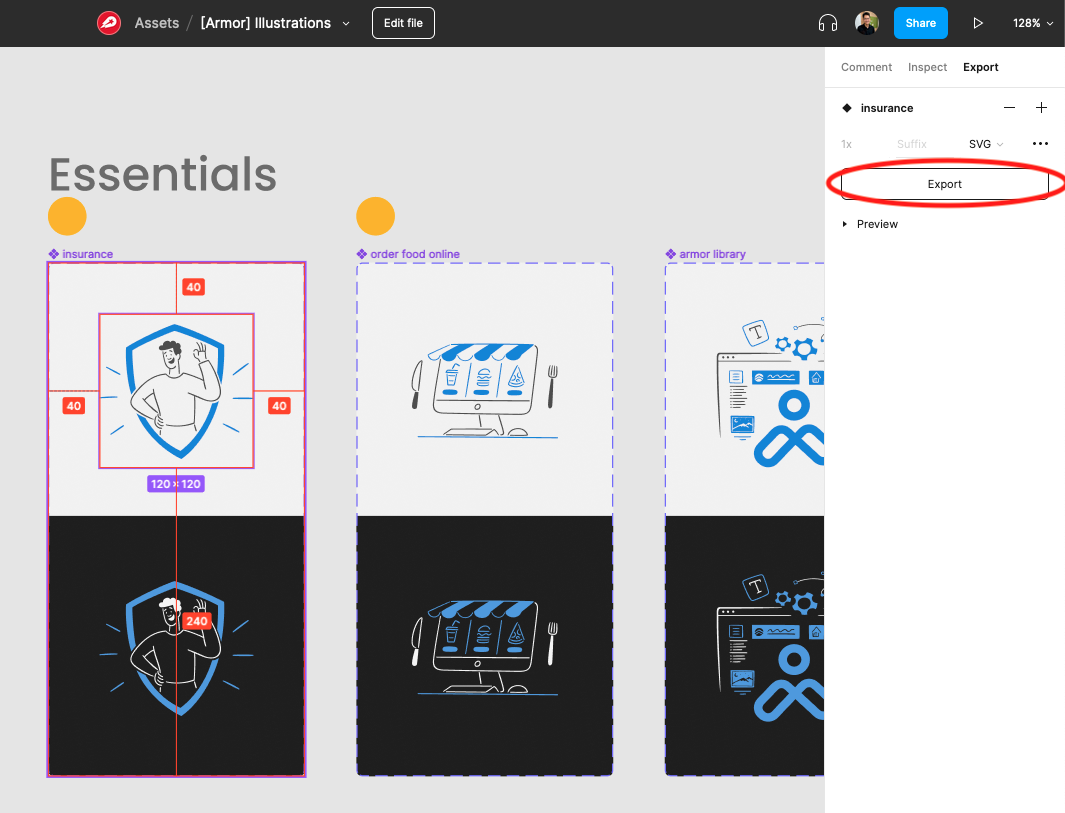 Assets / [Armor] Illustrations
Edit file
Share
128%
Comment Inspect Export
insurance
1x Suffix SVG
Export
Preview
Essentials
insurance
order food online
armor library
40
40
40
120 × 120
240
T
T